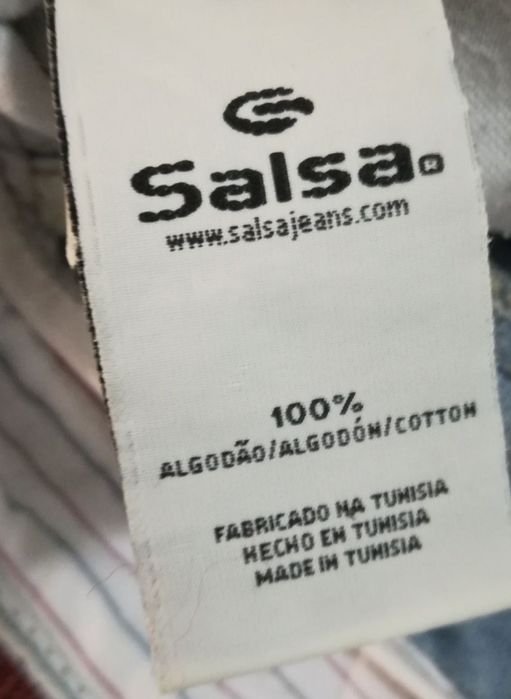 Salsa®
www.salsajeans.com
100%
ALGODÃO/ALGODÓN/COTTON
FABRICADO NA TUNISIA
HECHO EN TUNISIA
MADE IN TUNISIA